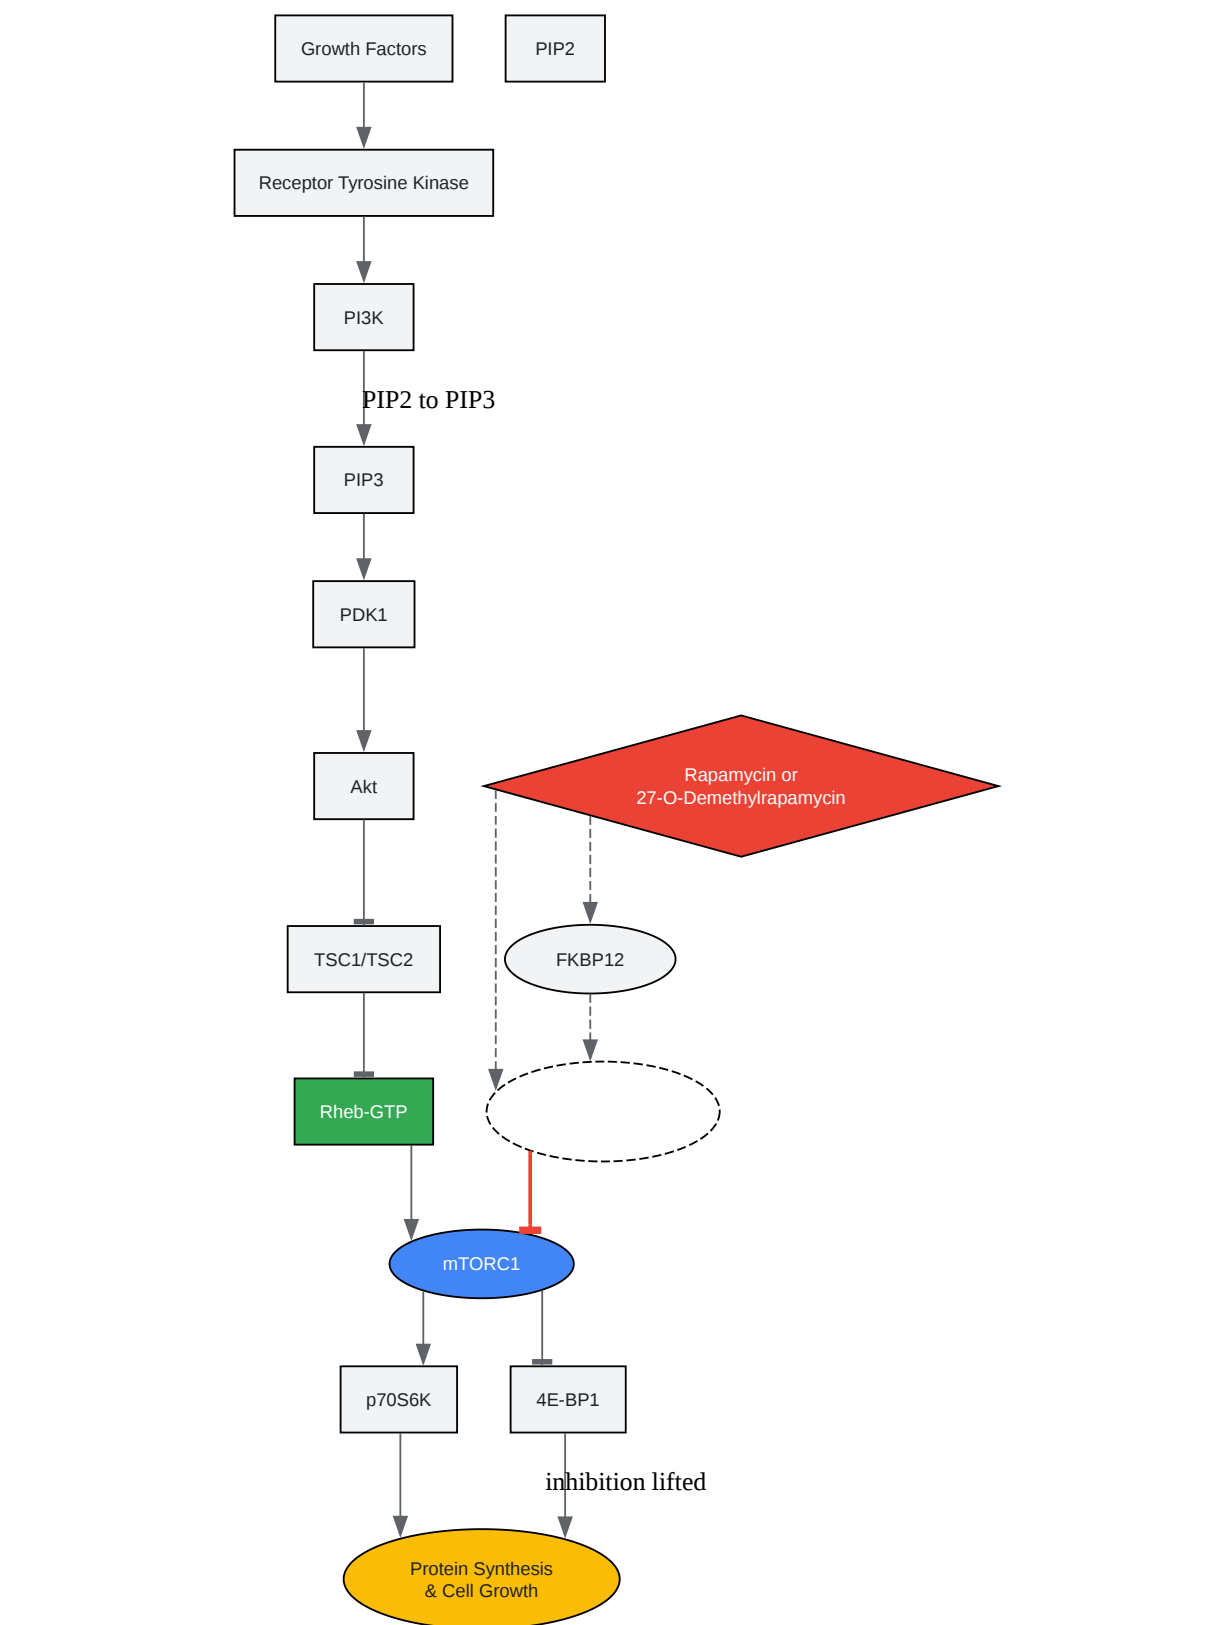 Growth Factors
PIP2
Receptor Tyrosine Kinase
PI3K
PIP2 to PIP3
PIP3
PDK1
Akt
Rapamycin or
27-O-Demethylrapamycin
TSC1/TSC2
FKBP12
Rheb-GTP
mTORC1
p70S6K
4E-BP1
inhibition lifted
Protein Synthesis
& Cell Growth